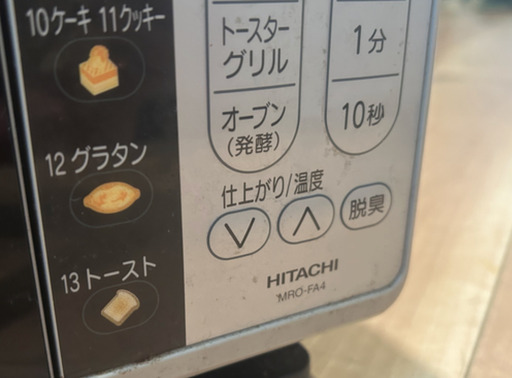 10ケーキ 11クッキー
12 グラタン
13トースト
トースター
グリル
オーブン
(発酵)
1分
10秒
仕上がり/温度
脱臭
HITACHI
MRO-FA4